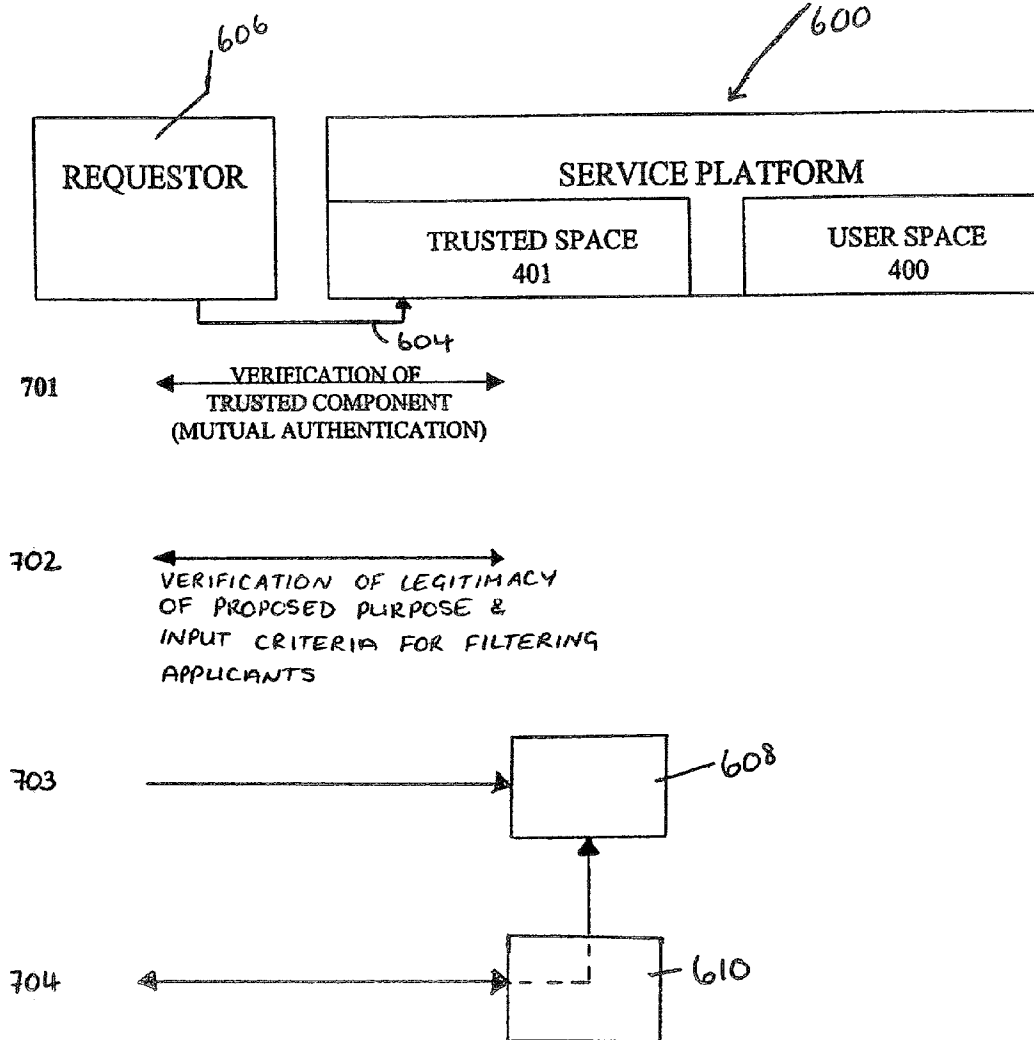 606
600
REQUESTOR
SERVICE PLATFORM
TRUSTED SPACE
401
USER SPACE
400
604
701
VERIFICATION OF
TRUSTED COMPONENT
(MUTUAL AUTHENTICATION)
702
VERIFICATION OF LEGITIMACY
OF PROPOSED PURPOSE &
INPUT CRITERIA FOR FILTERING
APPLICANTS
703
608
704
610